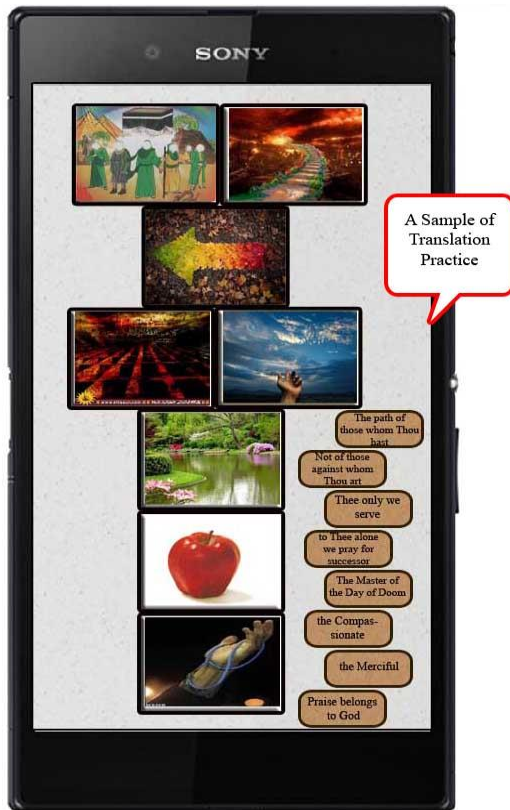 SONY
A Sample of
Translation
Practice
The path of
those whom Thou
hast
Not of those
against whom
Thou art
Thee only we
serve
to Thee alone
we pray for
successor
The Master of
the Day of Doom
the Compas-
sionate
the Merciful
Praise belongs
to God